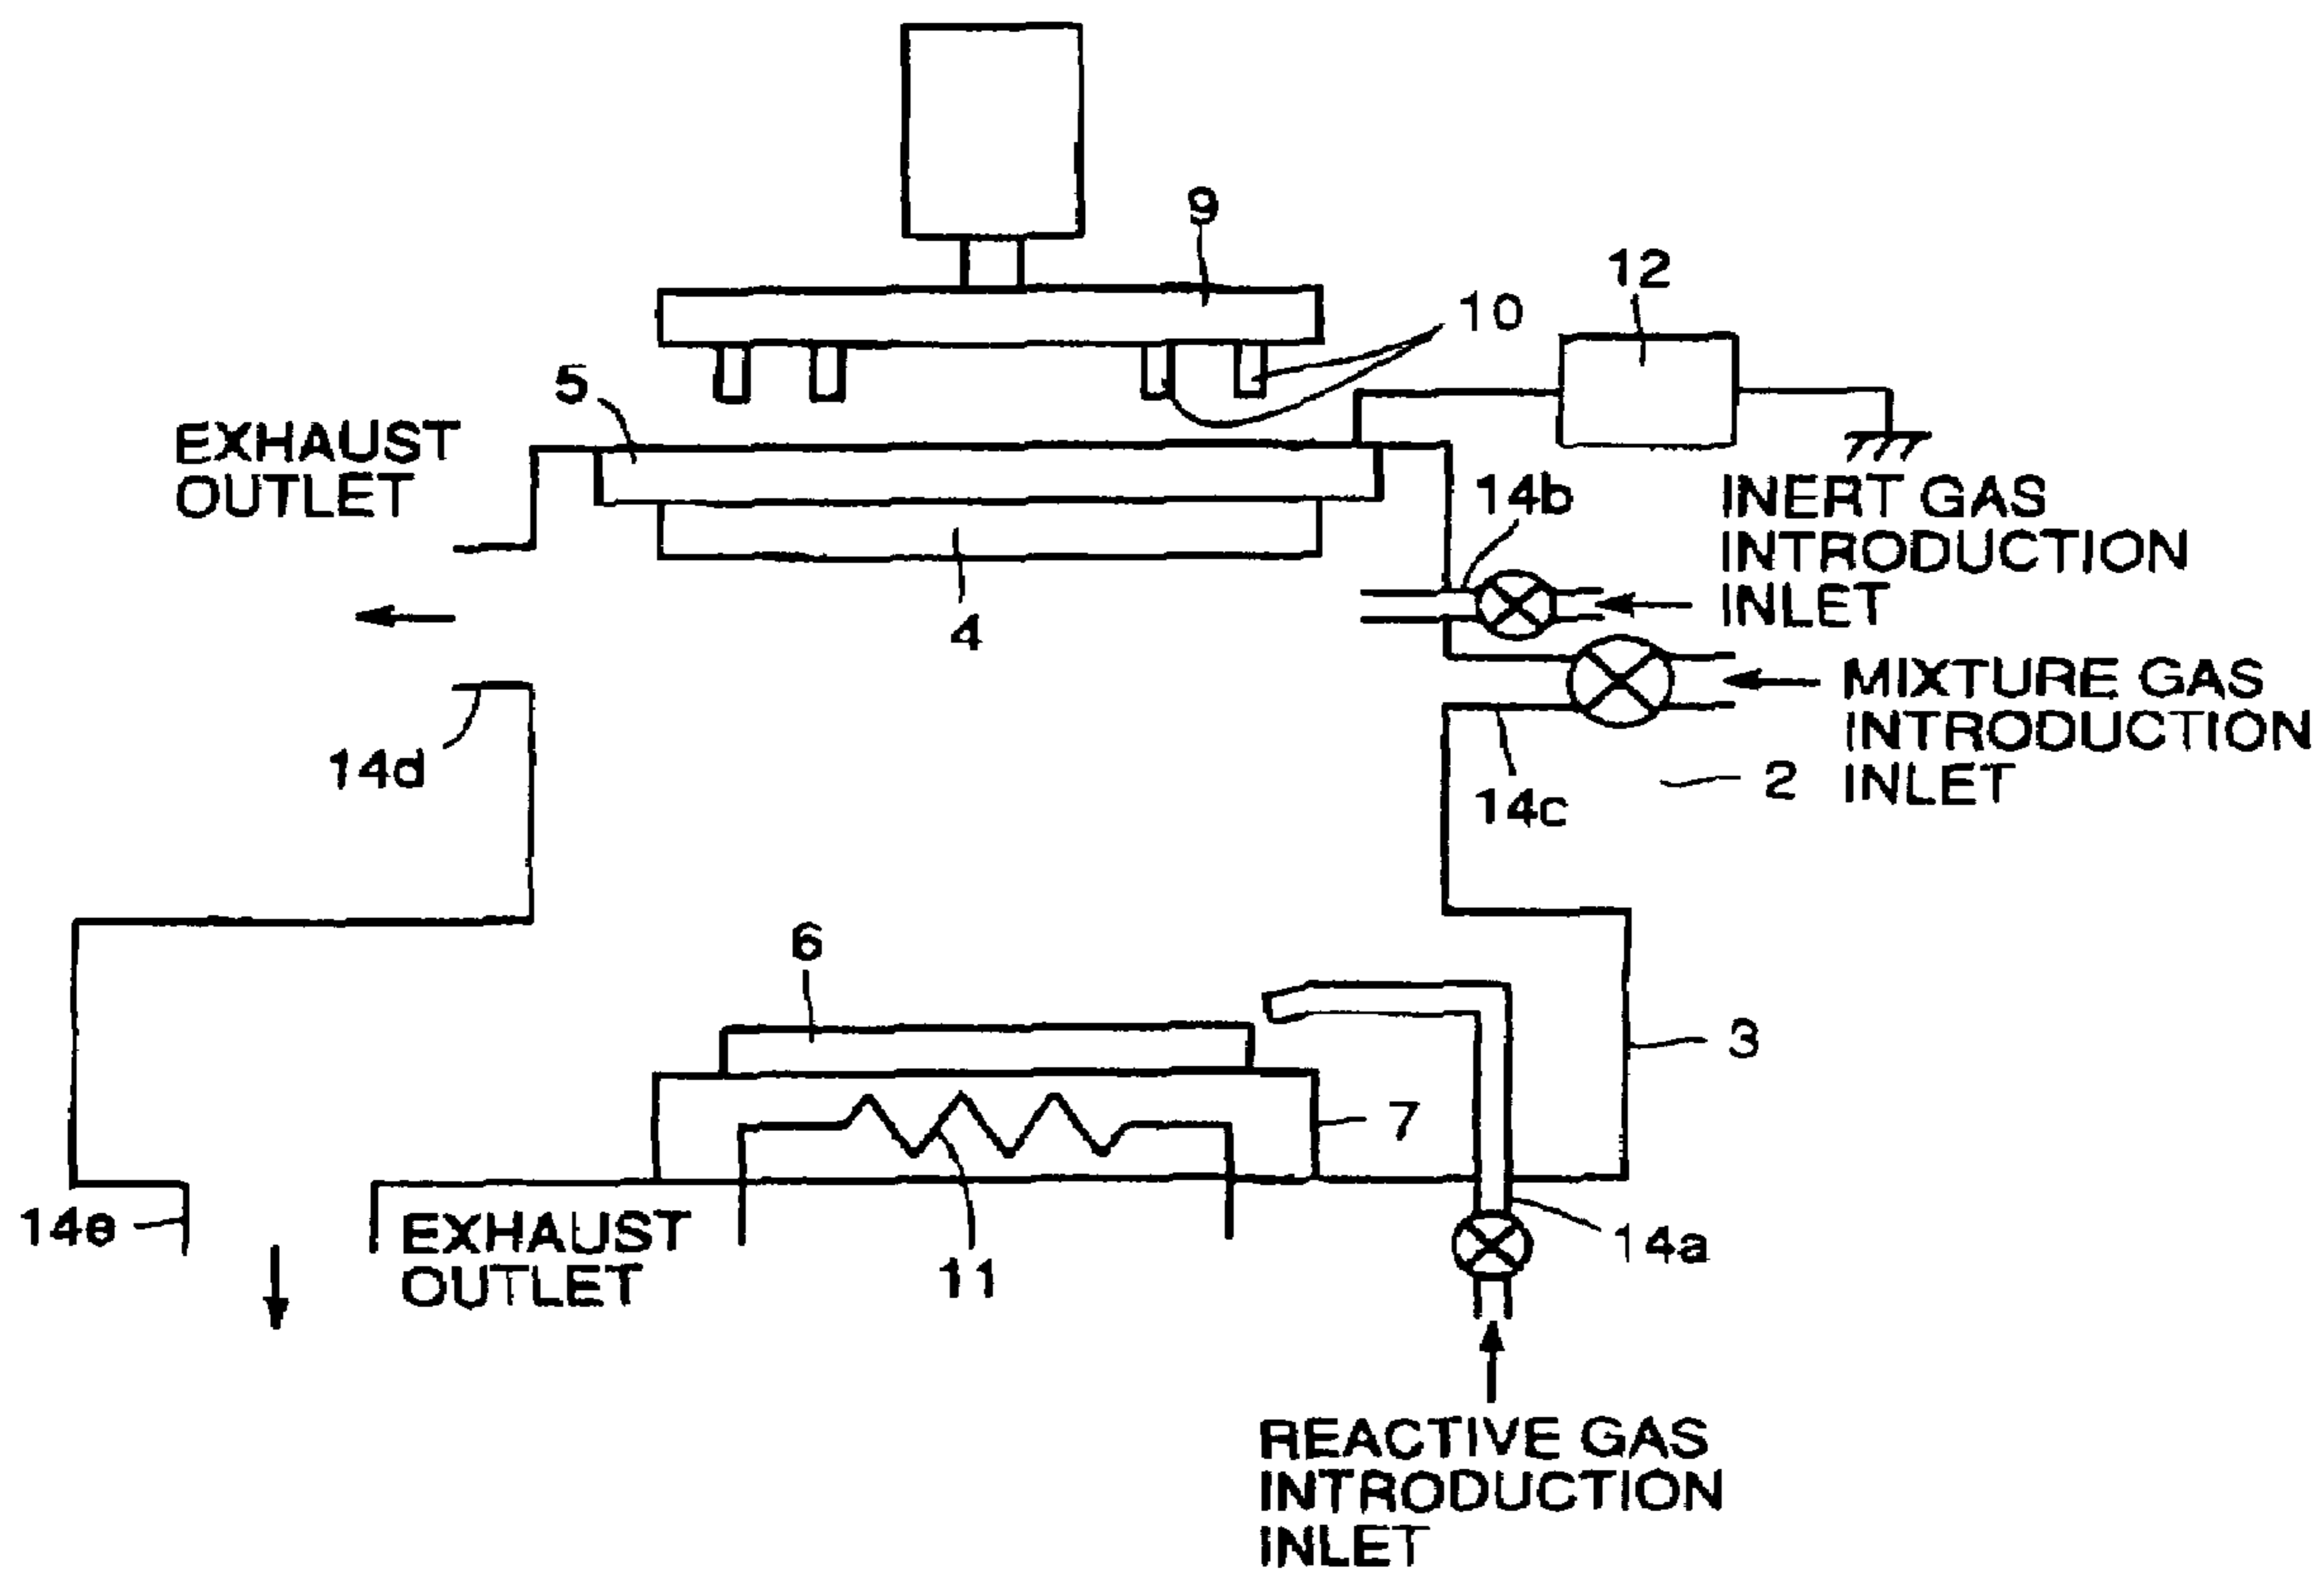 9
12
10
5
EXHAUST
OUTLET
14b
INERT GAS
INTRODUCTION
INLET
4
MIXTURE GAS
INTRODUCTION
INLET
14d
14c
2
6
3
7
14e
EXHAUST
OUTLET
11
14a
REACTIVE GAS
INTRODUCTION
INLET